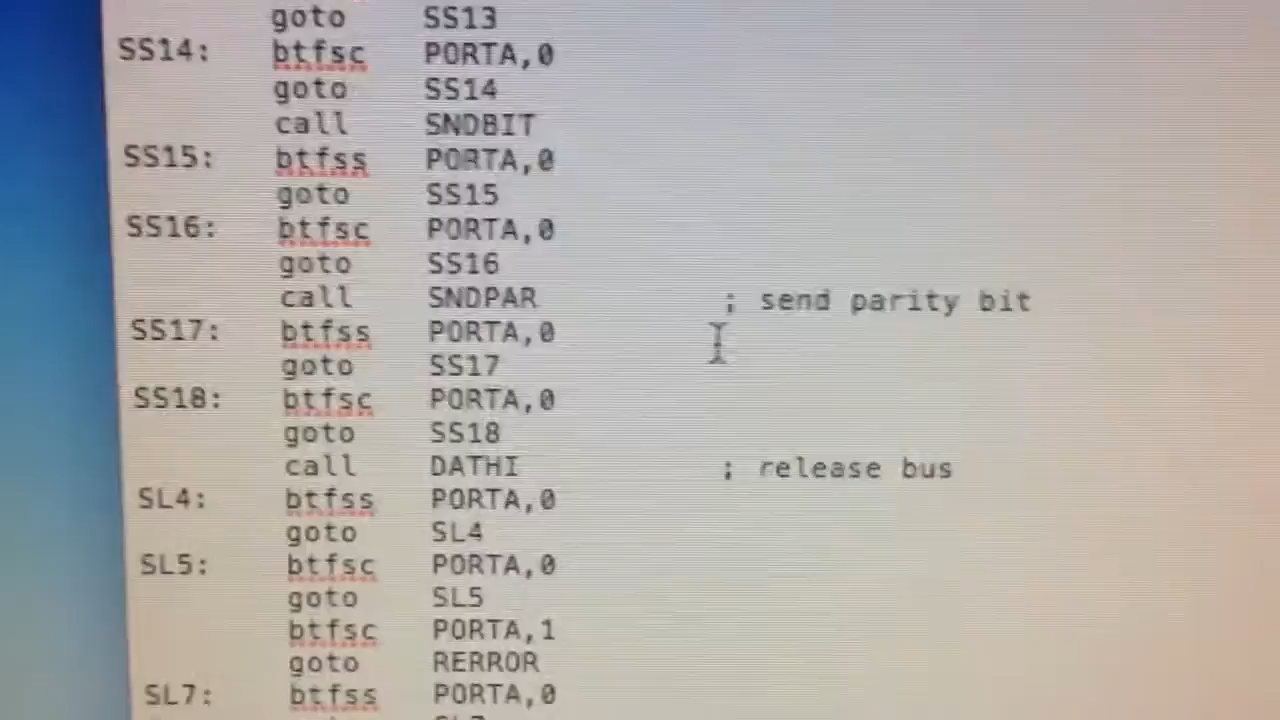 goto SS13
SS14: btfsc PORTA,0
goto SS14
call SNDBIT
SS15: btfss PORTA,0
goto SS15
SS16: btfsc PORTA,0
goto SS16
call SNDPAR ; send parity bit
SS17: btfss PORTA,0
goto SS17
SS18: btfsc PORTA,0
goto SS18
call DATHI ; release bus
SL4: btfss PORTA,0
goto SL4
SL5: btfsc PORTA,0
goto SL5
btfsc PORTA,1
goto RERROR
SL7: btfss PORTA,0